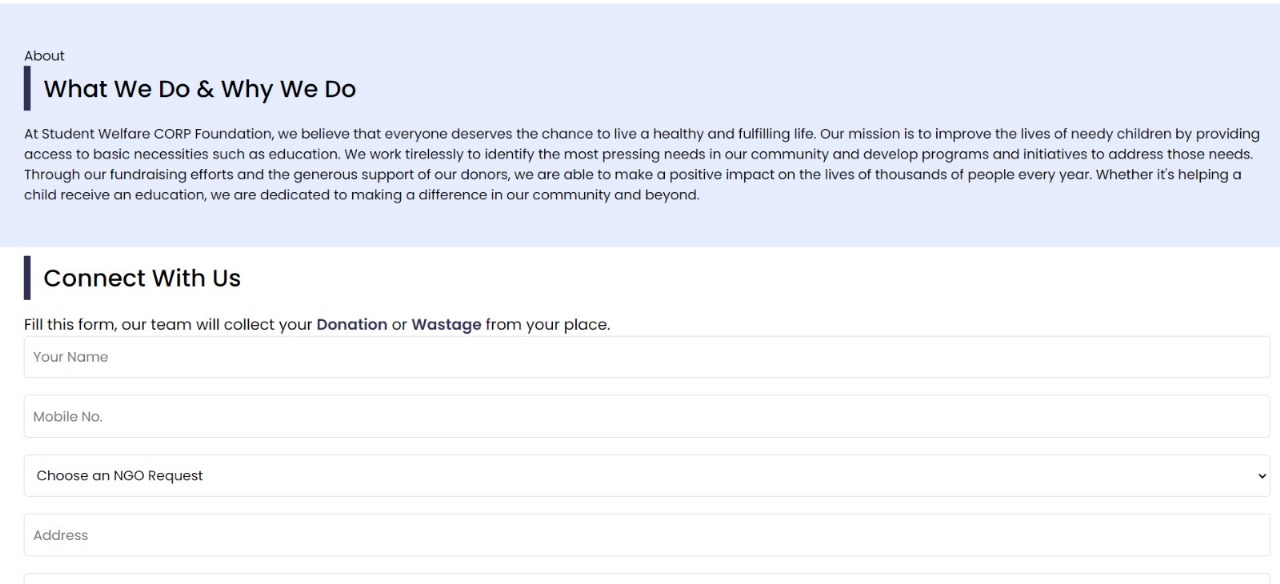 About
What We Do & Why We Do
At Student Welfare CORP Foundation, we believe that everyone deserves the chance to live a healthy and fulfilling life. Our mission is to improve the lives of needy children by providing
access to basic necessities such as education. We work tirelessly to identify the most pressing needs in our community and develop programs and initiatives to address those needs.
Through our fundraising efforts and the generous support of our donors, we are able to make a positive impact on the lives of thousands of people every year. Whether it's helping a
child receive an education, we are dedicated to making a difference in our community and beyond.
Connect With Us
Fill this form, our team will collect your Donation or Wastage from your place.
Your Name
Mobile No.
Choose an NGO Request
Address